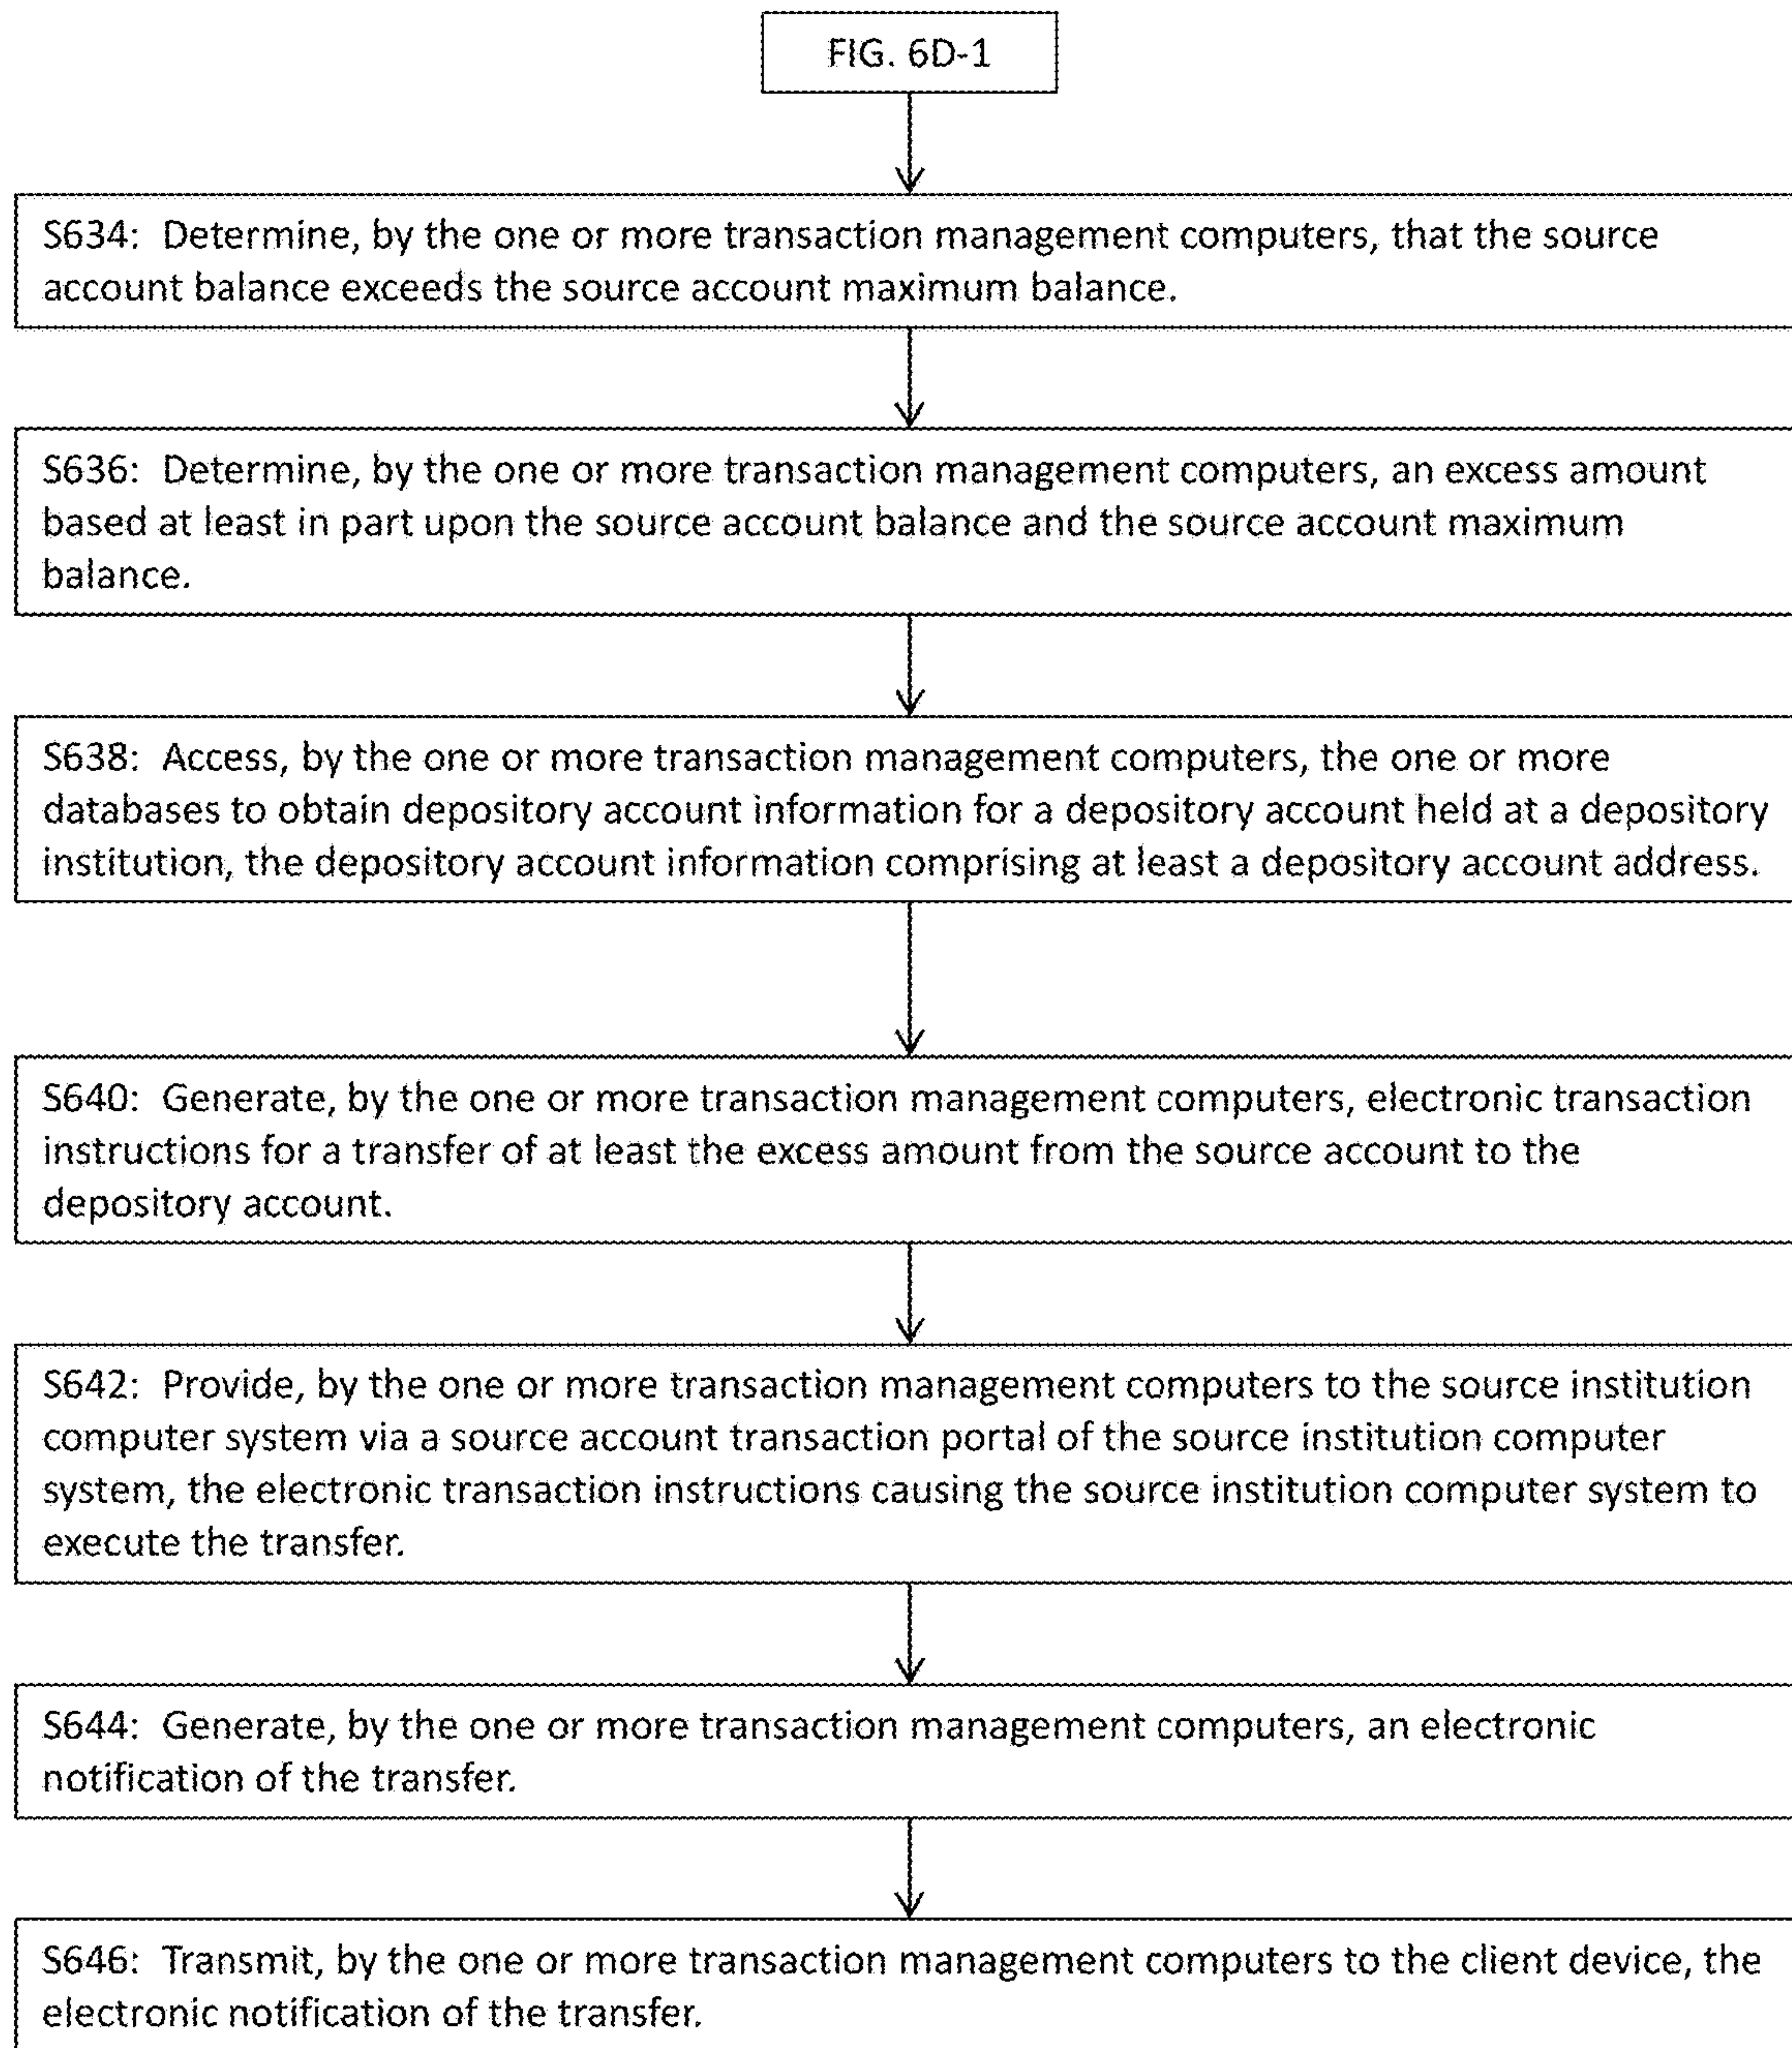 FIG. 6D-1
S634: Determine, by the one or more transaction management computers, that the source
account balance exceeds the source account maximum balance.
S636: Determine, by the one or more transaction management computers, an excess amount
based at least in part upon the source account balance and the source account maximum
balance.
S638: Access, by the one or more transaction management computers, the one or more
databases to obtain depository account information for a depository account held at a depository
institution, the depository account information comprising at least a depository account address.
S640: Generate, by the one or more transaction management computers, electronic transaction
instructions for a transfer of at least the excess amount from the source account to the
depository account.
S642: Provide, by the one or more transaction management computers to the source institution
computer system via a source account transaction portal of the source institution computer
system, the electronic transaction instructions causing the source institution computer system to
execute the transfer.
S644: Generate, by the one or more transaction management computers, an electronic
notification of the transfer.
S646: Transmit, by the one or more transaction management computers to the client device, the
electronic notification of the transfer.